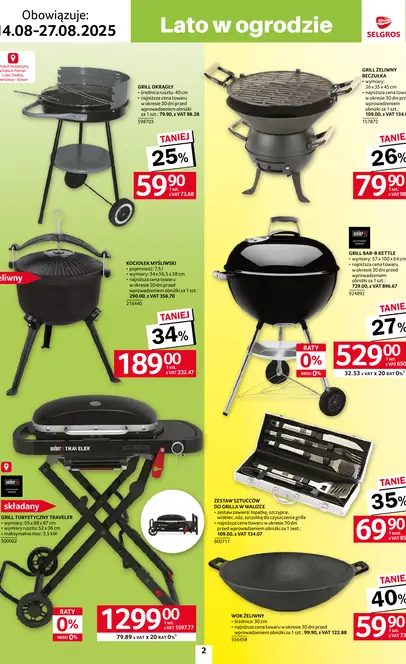 Obowiązuje:
14.08-27.08.2025
Lato w ogrodzie
SELGROS
GRILL OKRĄGŁY
• średnica rusztu: 40 cm
• najniższa cena towaru
w okresie 30 dni przed
wprowadzeniem obniżki
za 1 szt.: 79.90, z VAT 98.28
598703
TANIEJ
25%
59 90
1 szt.
z VAT 73.68
GRILL ŻELIWNY
BECZUŁKA
• wymiary:
36 x 35 x 45 cm
• najniższa cena towaru
w okresie 30 dni przed
wprowadzeniem obniżki
za 1 szt.:
157872
TANIEJ
26%
79 90
eliwny
KOCIOŁEK MYŚLIWSKI
• pojemność: 7,5 l
• wymiary: 34 x 56,5 x 38 cm
• najniższa cena towaru
w okresie 30 dni przed
wprowadzeniem obniżki za 1 szt.:
290.00, z VAT 356.70
216440
TANIEJ
34%
189 00
1 szt.
z VAT 232.47
weber
GRILL BAR-B KETTLE
• wymiary: 57 x 100 x 64 cm
• najniższa cena towaru
w okresie 30 dni przed
wprowadzeniem
obniżki za 1 szt.:
729.00, z VAT 896.67
924892
TANIEJ
27%
RATY
0%
RRSO 0%
529 00
1 szt.
z VAT 650
32.53 z VAT x 20 RAT 0%
weber TRAVELER
składany
GRILL TURYSTYCZNY TRAVELER
• wymiary: 55 x 88 x 87 cm
• wymiary rusztu: 52 x 36 cm
• maksymalna moc: 3,5 kW
300002
RATY
0%
RRSO 0%
1299 00
1 szt.
z VAT 1597.77
79.89 z VAT x 20 RAT 0%
ZESTAW SZTUĆCÓW
DO GRILLA W WALIZCE
• zestaw zawiera: łopatkę, szczypce,
widelec, nóż, szczotkę do czyszczenia grilla
• najniższa cena towaru w okresie 30 dni
przed wprowadzeniem obniżki za 1 szt.:
109.00, z VAT 134.07
600711
TANIEJ
35%
69 90
WOK ŻELIWNY
• średnica: 30 cm
• najniższa cena towaru w okresie 30 dni przed
wprowadzeniem obniżki za 1 szt.: 99.90, z VAT 122.88
556458
TANIEJ
40%
59 90
2